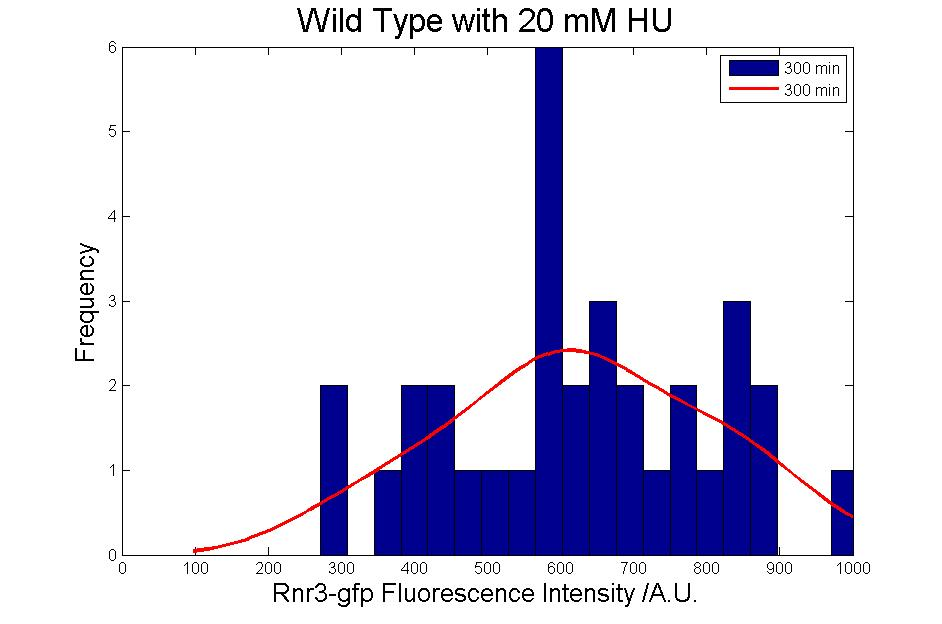 Wild Type with 20 mM HU
300 min
300 min
Frequency
6
5
4
3
2
1
0
0 100 200 300 400 500 600 700 800 900 1000
Rnr3-gfp Fluorescence Intensity /A.U.